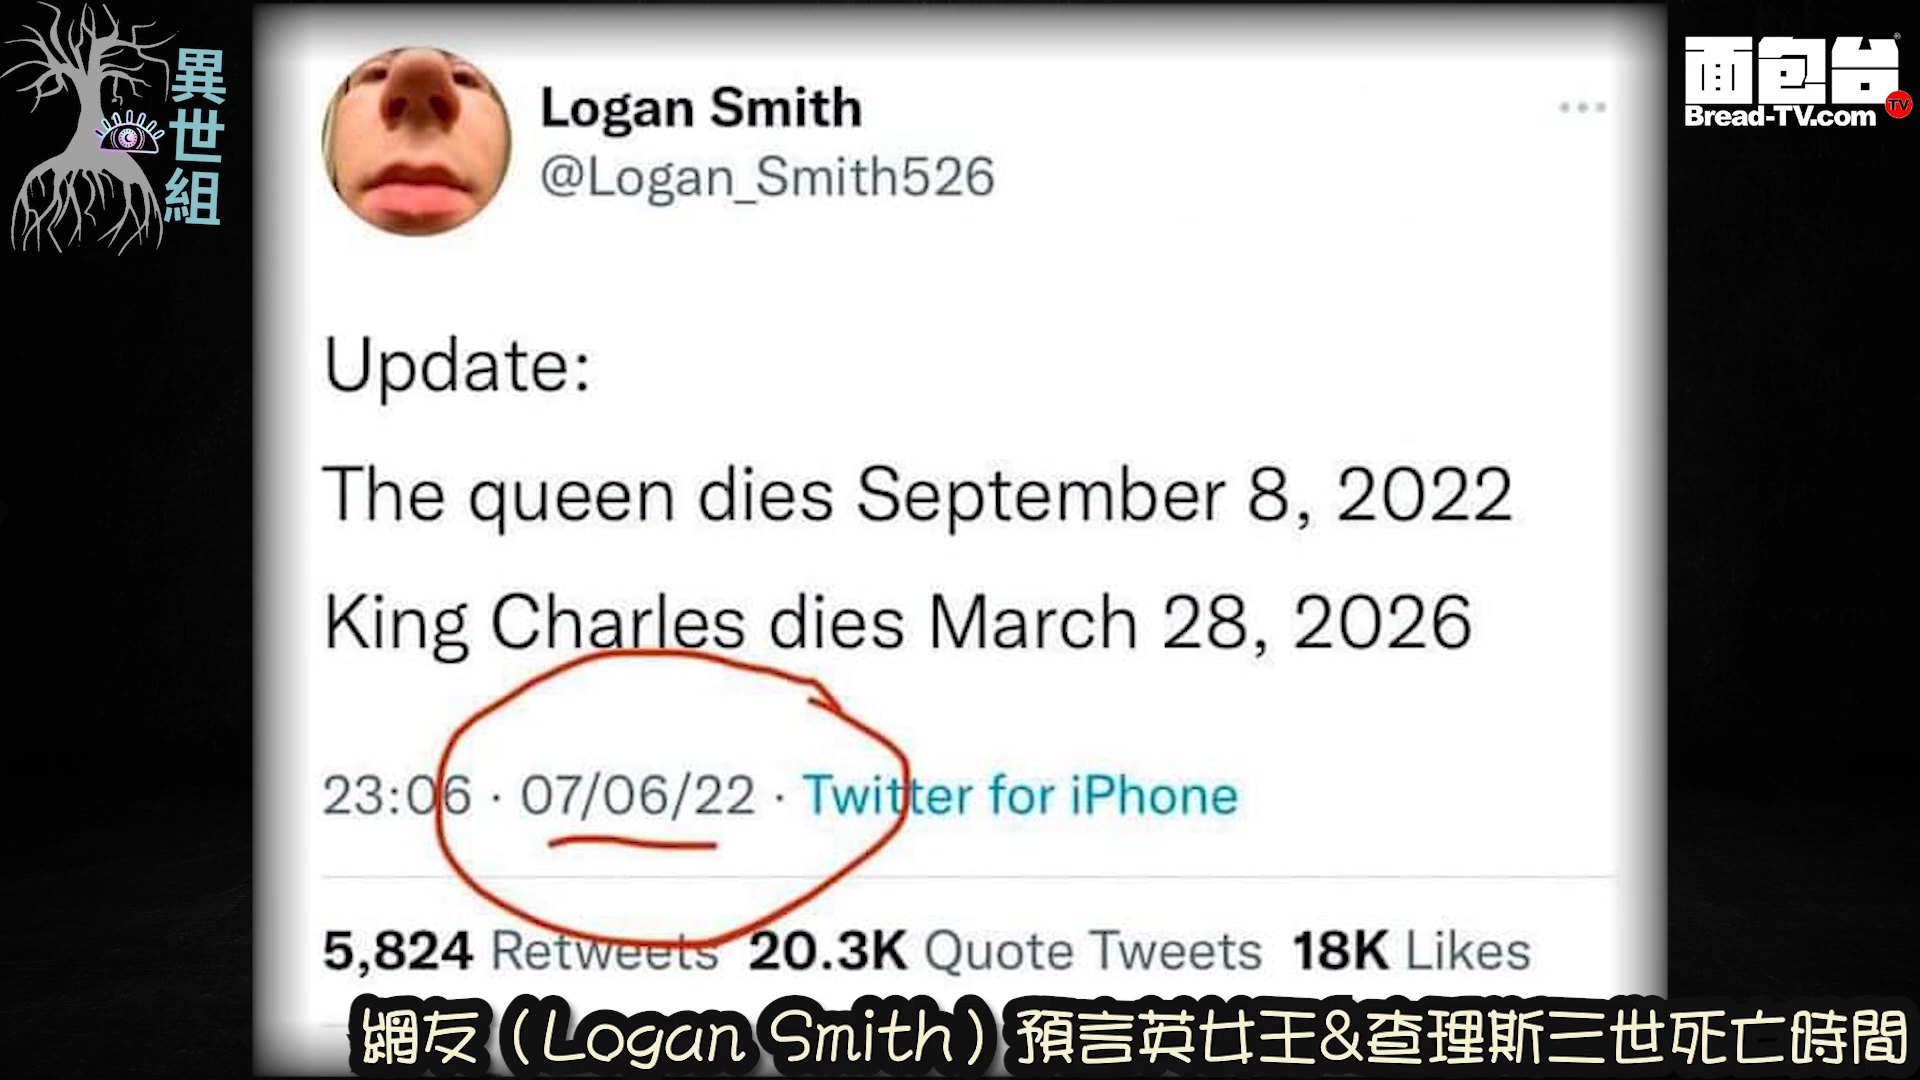 異世組
面包台
Bread-TV.com
TV
Logan Smith
@Logan_Smith526
Update:
The queen dies September 8, 2022
King Charles dies March 28, 2026
23:06 · 07/06/22 · Twitter for iPhone
5,824 Retweets 20.3K Quote Tweets 18K Likes
網友（Logan Smith）預言英女王&查理斯三世死亡時間